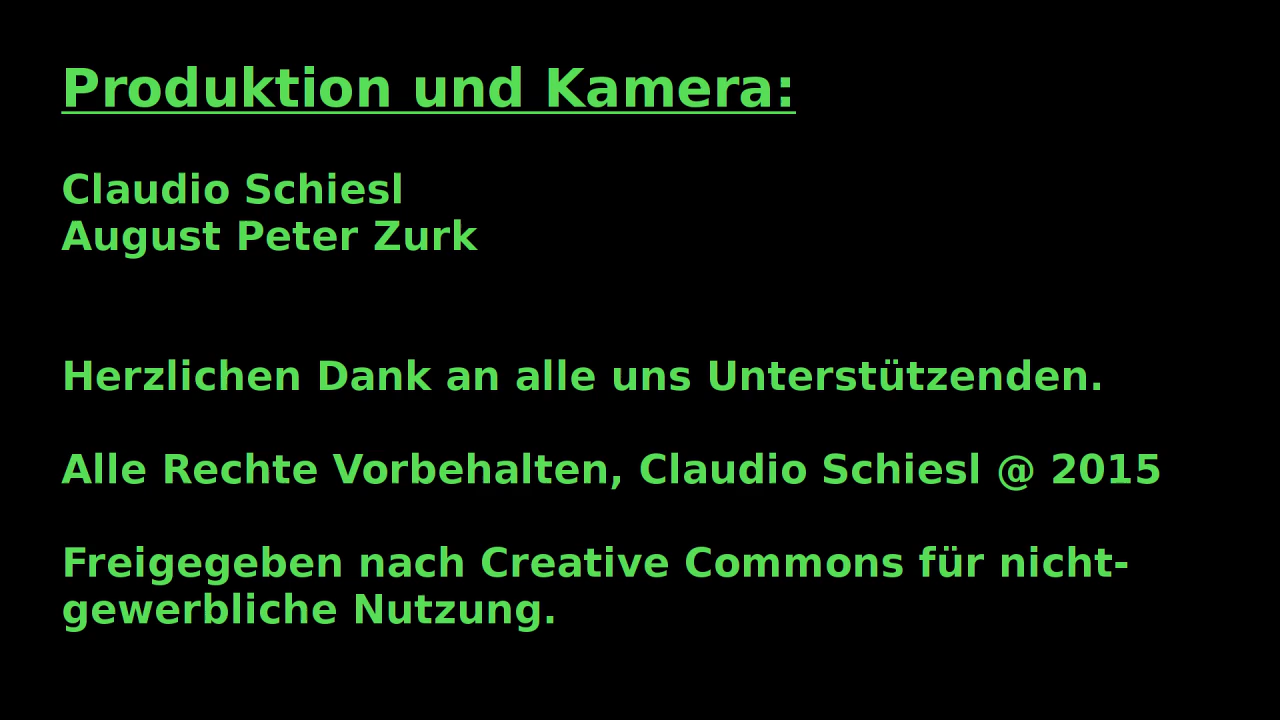 Produktion und Kamera:
Claudio Schiesl
August Peter Zurk
Herzlichen Dank an alle uns Unterstützenden.
Alle Rechte Vorbehalten, Claudio Schiesl @ 2015
Freigegeben nach Creative Commons für nicht-
gewerbliche Nutzung.